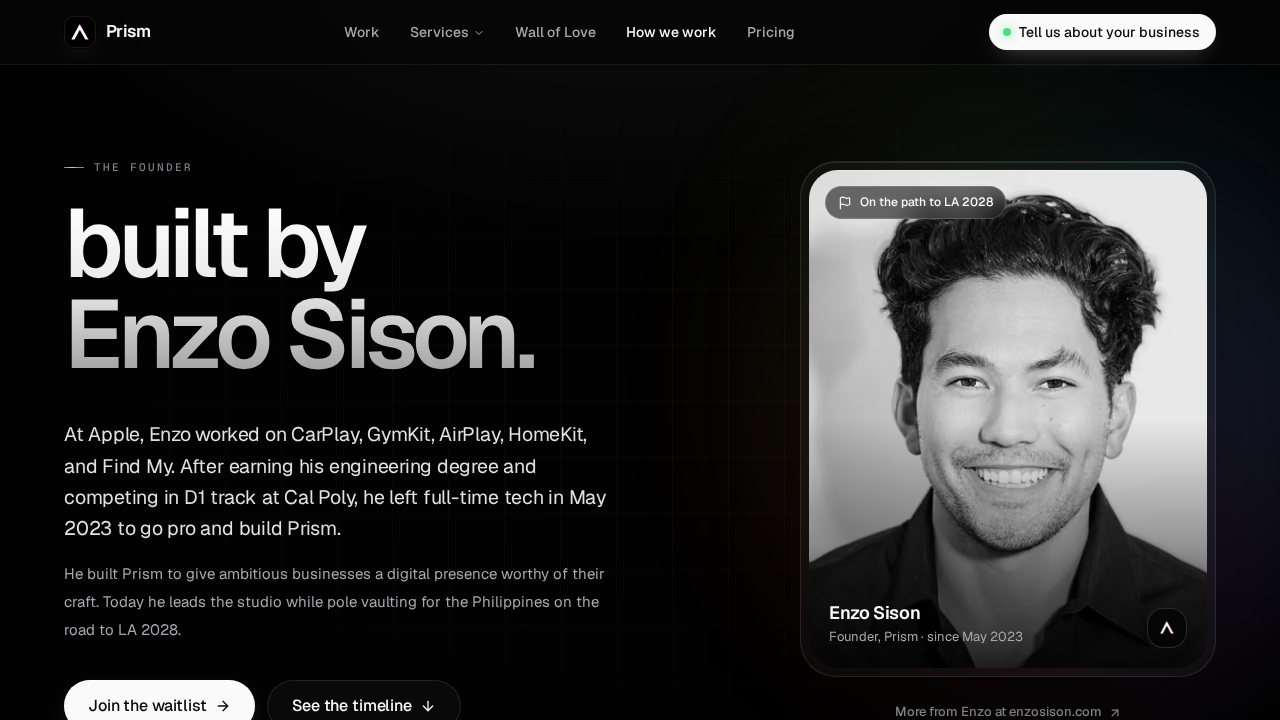 Prism
Work
Services
Wall of Love
How we work
Pricing
Tell us about your business
THE FOUNDER
built by
Enzo Sison.
At Apple, Enzo worked on CarPlay, GymKit, AirPlay, HomeKit,
and Find My. After earning his engineering degree and
competing in D1 track at Cal Poly, he left full-time tech in May
2023 to go pro and build Prism.
He built Prism to give ambitious businesses a digital presence worthy of their
craft. Today he leads the studio while pole vaulting for the Philippines on the
road to LA 2028.
Join the waitlist →
See the timeline ↓
On the path to LA 2028
Enzo Sison
Founder, Prism · since May 2023
More from Enzo at enzosison.com ↗